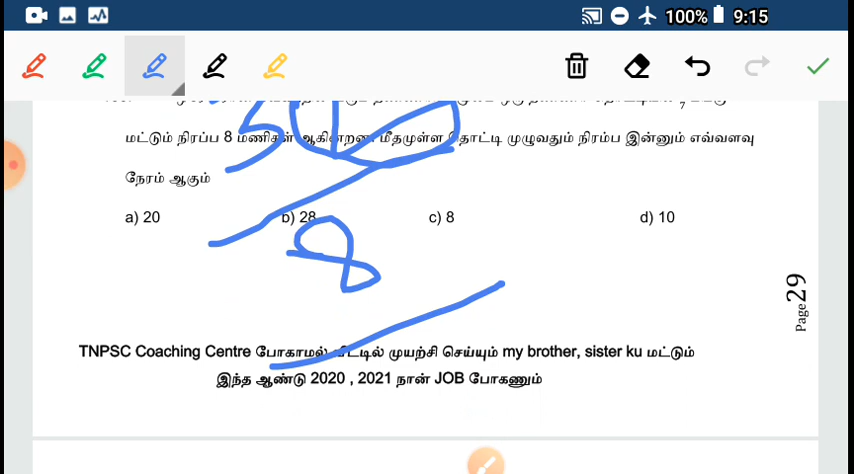 100% 9:15
மட்டும் நிரப்ப 8 மணிகள் ஆகின்றன மீதமுள்ள தொட்டி முழுவதும் நிரம்ப இன்னும் எவ்வளவு
நேரம் ஆகும்
a) 20 b) 28 c) 8 d) 10
8
Page 29
TNPSC Coaching Centre போகாமல் வீட்டில் முயற்சி செய்யும் my brother, sister ku மட்டும்
இந்த ஆண்டு 2020 , 2021 நான் JOB போகணும்